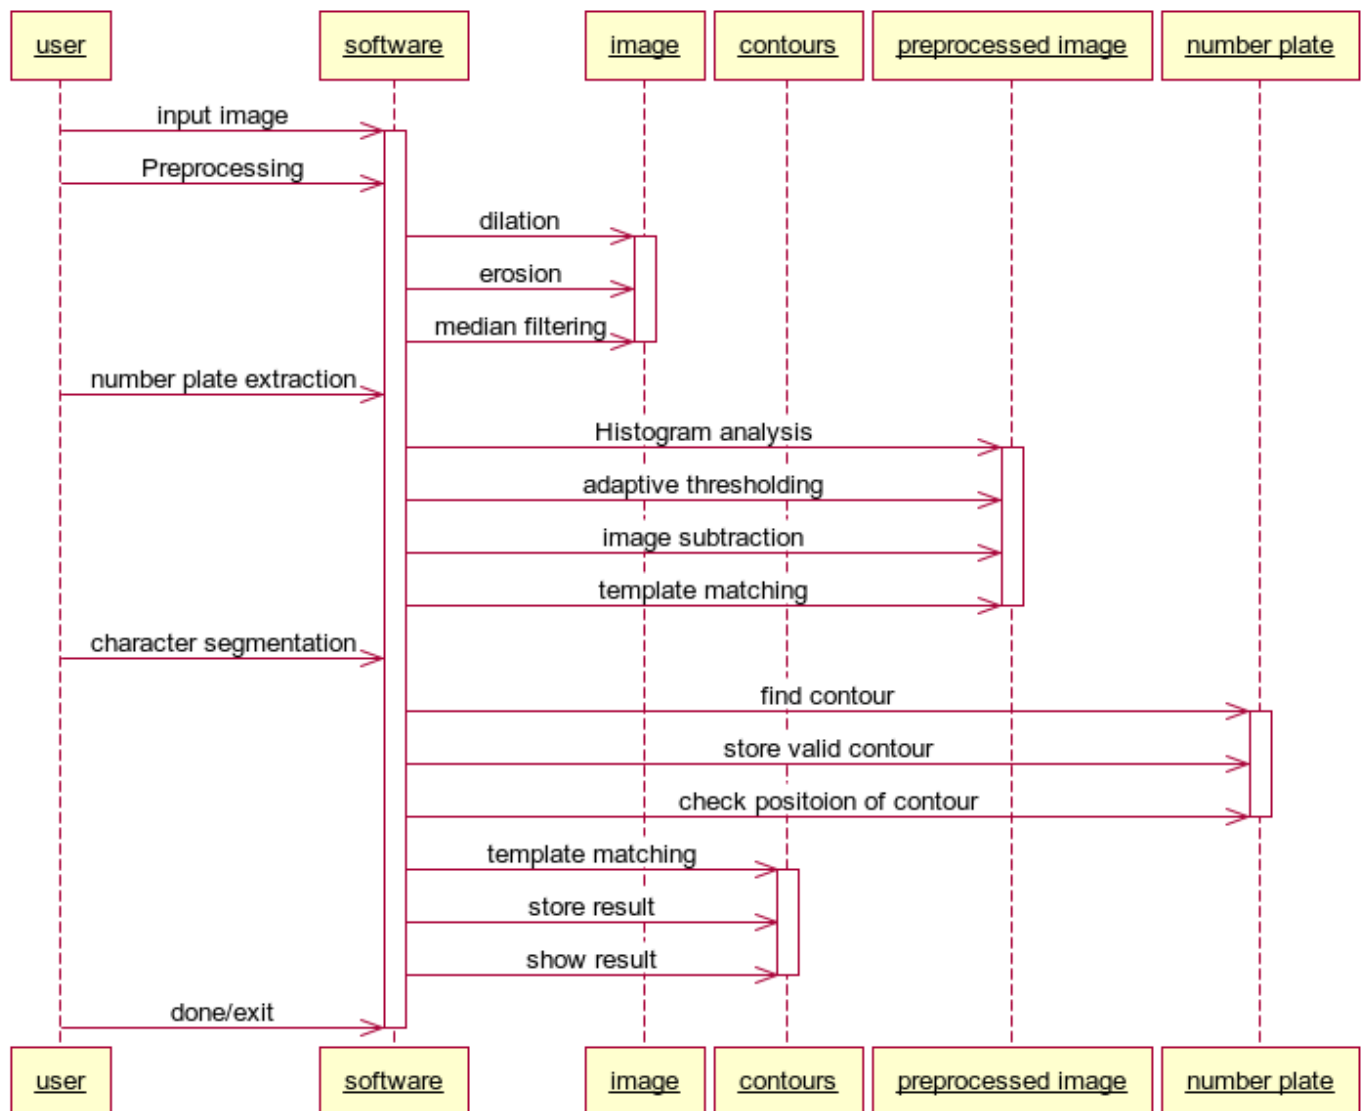 user software image contours preprocessed image number plate
input image
Preprocessing
dilation
erosion
median filtering
number plate extraction
Histogram analysis
adaptive thresholding
image subtraction
template matching
character segmentation
find contour
store valid contour
check positoion of contour
template matching
store result
show result
done/exit
user software image contours preprocessed image number plate